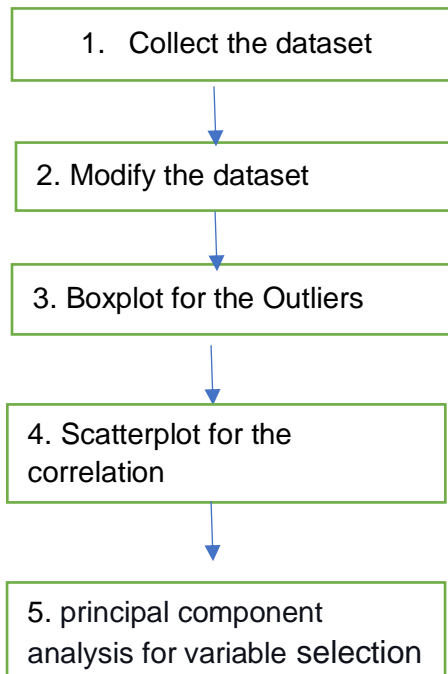 1. Collect the dataset
2. Modify the dataset
3. Boxplot for the Outliers
4. Scatterplot for the
correlation
5. principal component
analysis for variable selection